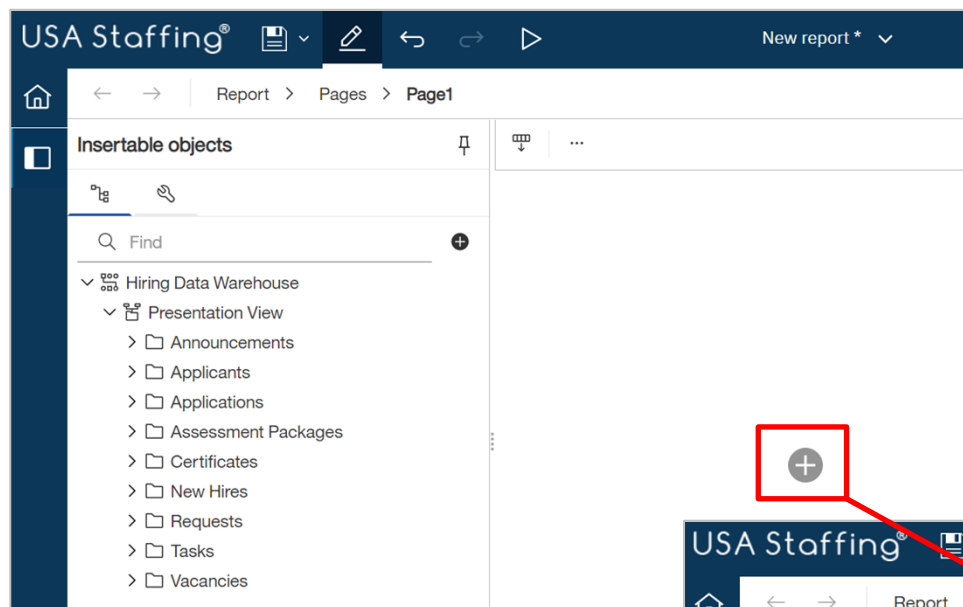 USA Staffing® New report *
Report > Pages > Page1
Insertable objects
...
Find
Hiring Data Warehouse
Presentation View
Announcements
Applicants
Applications
Assessment Packages
Certificates
New Hires
Requests
Tasks
Vacancies
USA Staffing®
Report